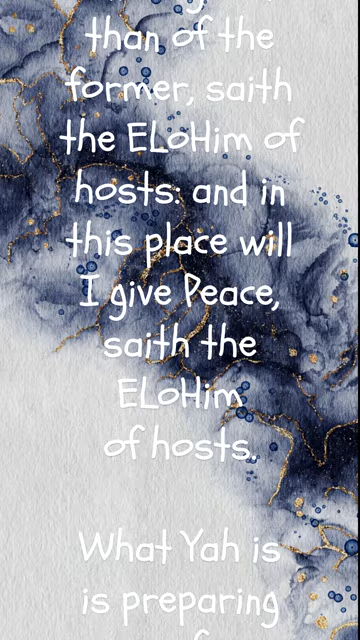 than of the
former, saith
the ELoHim of
hosts: and in
this place will
I give Peace,
saith the
ELoHim
of hosts.
What Yah is
is preparing